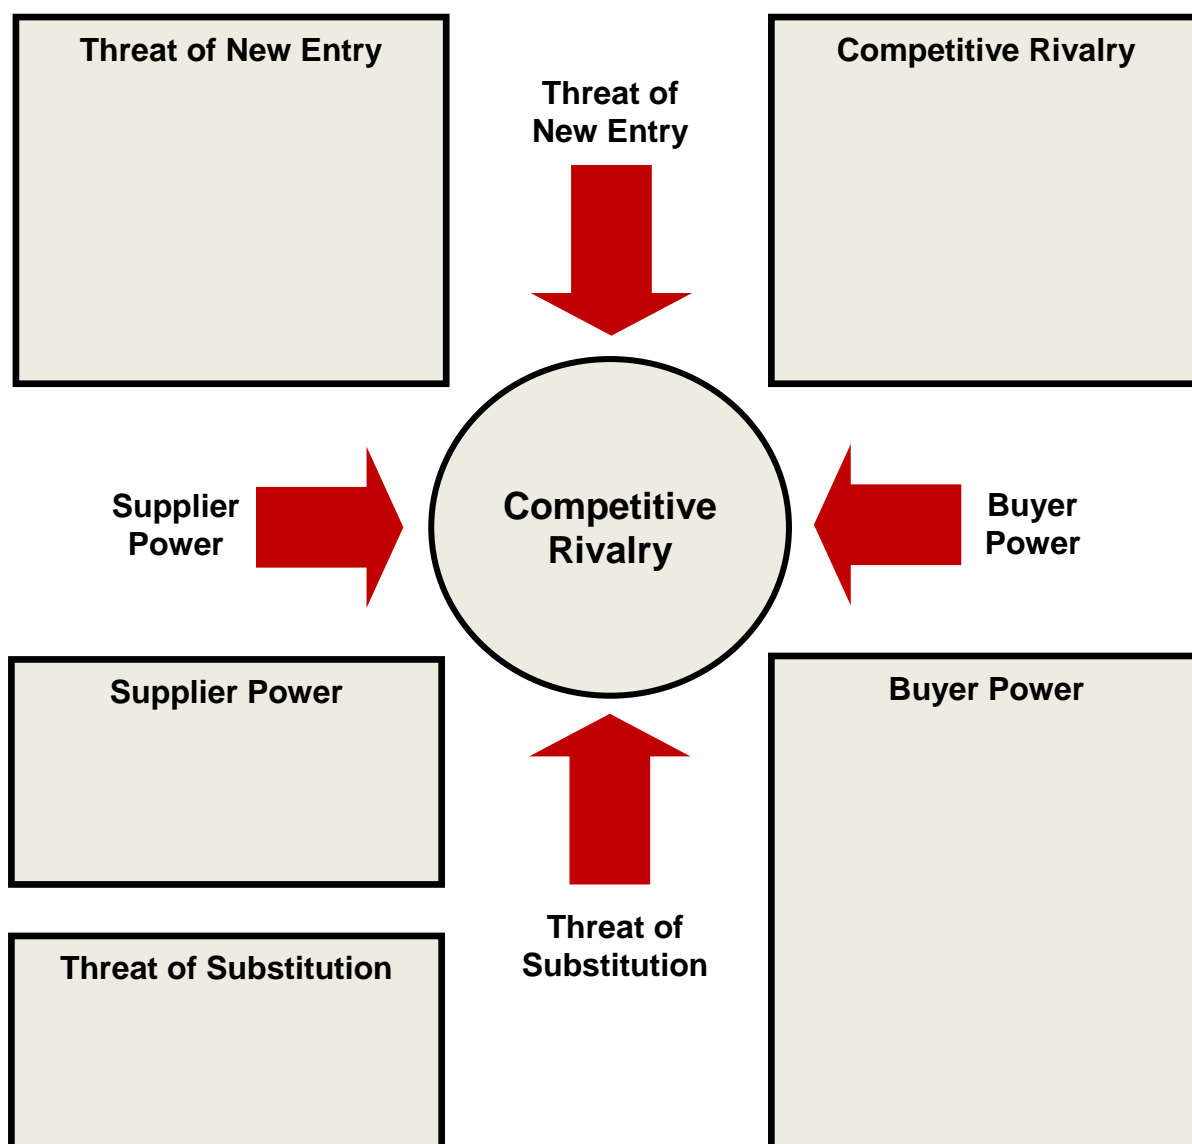 Threat of New Entry
Competitive Rivalry
Threat of
New Entry
Supplier
Power
Competitive
Rivalry
Buyer
Power
Supplier Power
Buyer Power
Threat of
Substitution
Threat of Substitution